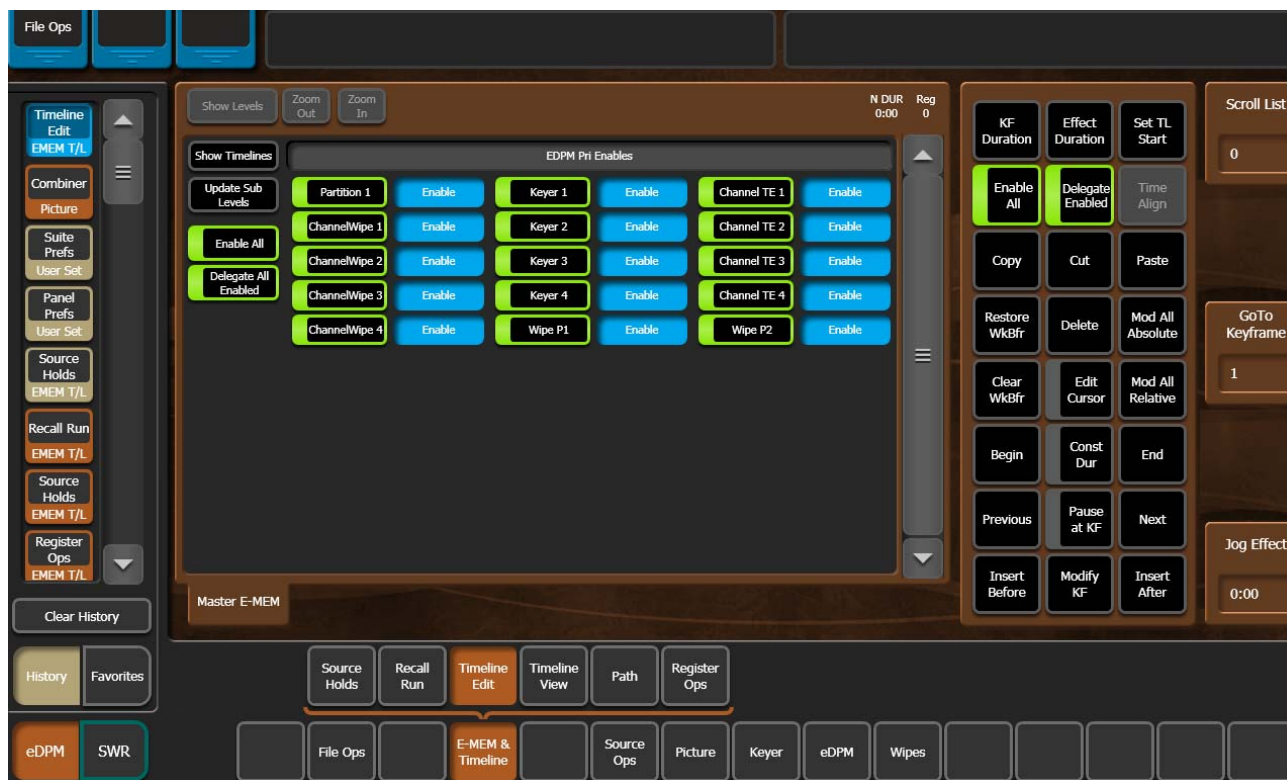 File Ops
Timeline
Edit
EMEM T/L
Combiner
Picture
Suite
Prefs
User Set
Panel
Prefs
User Set
Source
Holds
EMEM T/L
Recall Run
EMEM T/L
Source
Holds
EMEM T/L
Register
Ops
EMEM T/L
Clear History
History
Favorites
Show Levels
Zoom
Out
Zoom
In
N DUR
0:00
Reg
0
Show Timelines
EDPM Pri Enables
Update Sub
Levels
Enable All
Delegate All
Enabled
Partition 1 Enable Keyer 1 Enable Channel TE 1 Enable
ChannelWipe 1 Enable Keyer 2 Enable Channel TE 2 Enable
ChannelWipe 2 Enable Keyer 3 Enable Channel TE 3 Enable
ChannelWipe 3 Enable Keyer 4 Enable Channel TE 4 Enable
ChannelWipe 4 Enable Wipe P1 Enable Wipe P2 Enable
Master E-MEM
KF
Duration
Effect
Duration
Set TL
Start
Enable
All
Delegate
Enabled
Time
Align
Copy
Cut
Paste
Restore
WkBfr
Delete
Mod All
Absolute
Clear
WkBfr
Edit
Cursor
Mod All
Relative
Begin
Const
Dur
End
Previous
Pause
at KF
Next
Insert
Before
Modify
KF
Insert
After
Scroll List
0
GoTo
Keyframe
1
Jog Effect
0:00
Source
Holds
Recall
Run
Timeline
Edit
Timeline
View
Path
Register
Ops
eDPM
SWR
File Ops
E-MEM &
Timeline
Source
Ops
Picture
Keyer
eDPM
Wipes